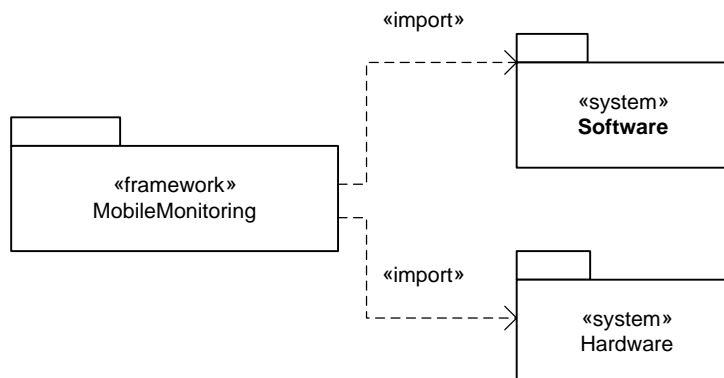 «import»
«system»
Software
«framework»
MobileMonitoring
«import»
«system»
Hardware